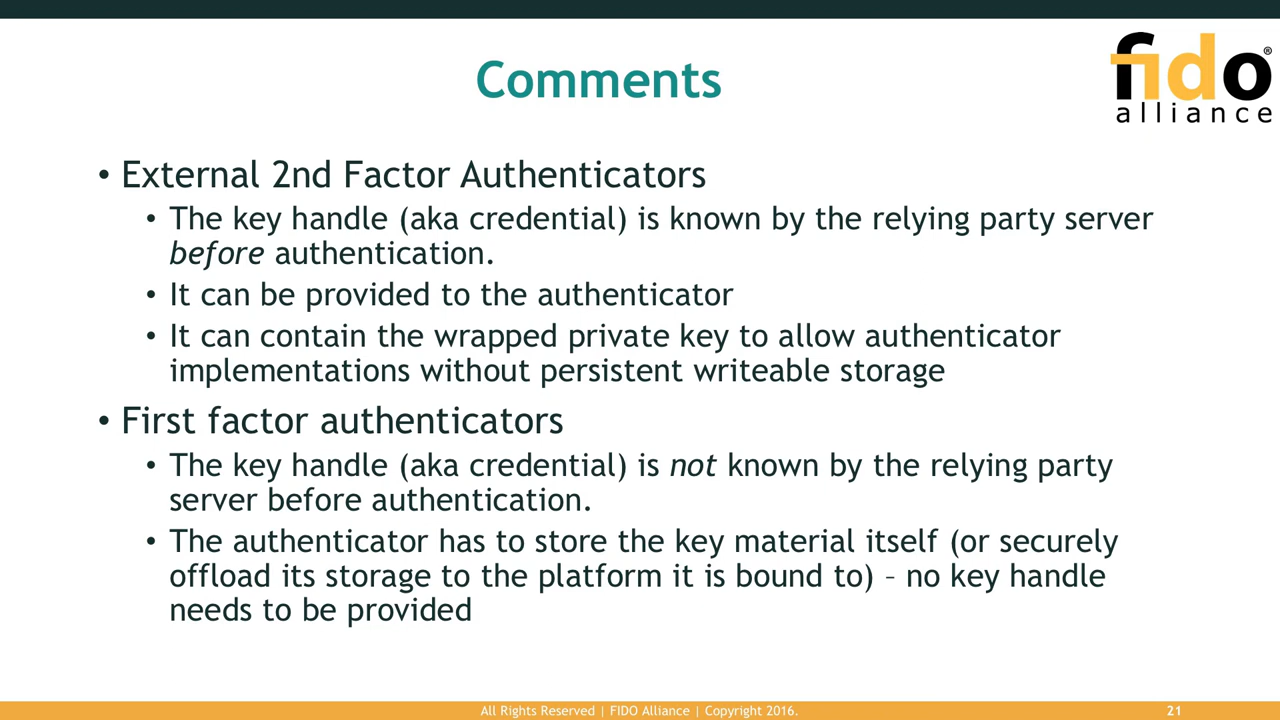 Comments
fido®
alliance
• External 2nd Factor Authenticators
• The key handle (aka credential) is known by the relying party server
before authentication.
• It can be provided to the authenticator
• It can contain the wrapped private key to allow authenticator
implementations without persistent writeable storage
• First factor authenticators
• The key handle (aka credential) is not known by the relying party
server before authentication.
• The authenticator has to store the key material itself (or securely
offload its storage to the platform it is bound to) – no key handle
needs to be provided
All Rights Reserved | FIDO Alliance | Copyright 2016.
21